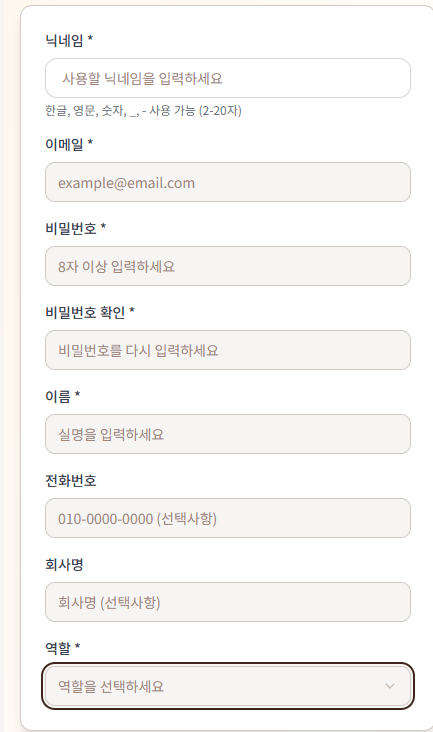 닉네임 *
사용할 닉네임을 입력하세요
한글, 영문, 숫자, _, - 사용 가능 (2-20자)
이메일 *
example@email.com
비밀번호 *
8자 이상 입력하세요
비밀번호 확인 *
비밀번호를 다시 입력하세요
이름 *
실명을 입력하세요
전화번호
010-0000-0000 (선택사항)
회사명
회사명 (선택사항)
역할 *
역할을 선택하세요